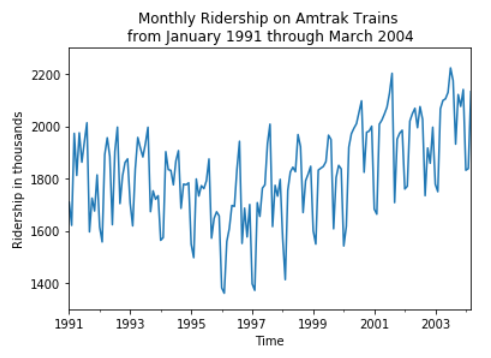 Monthly Ridership on Amtrak Trains
from January 1991 through March 2004
Ridership in thousands
2200
2000
1800
1600
1400
1991 1993 1995 1997 1999 2001 2003
Time